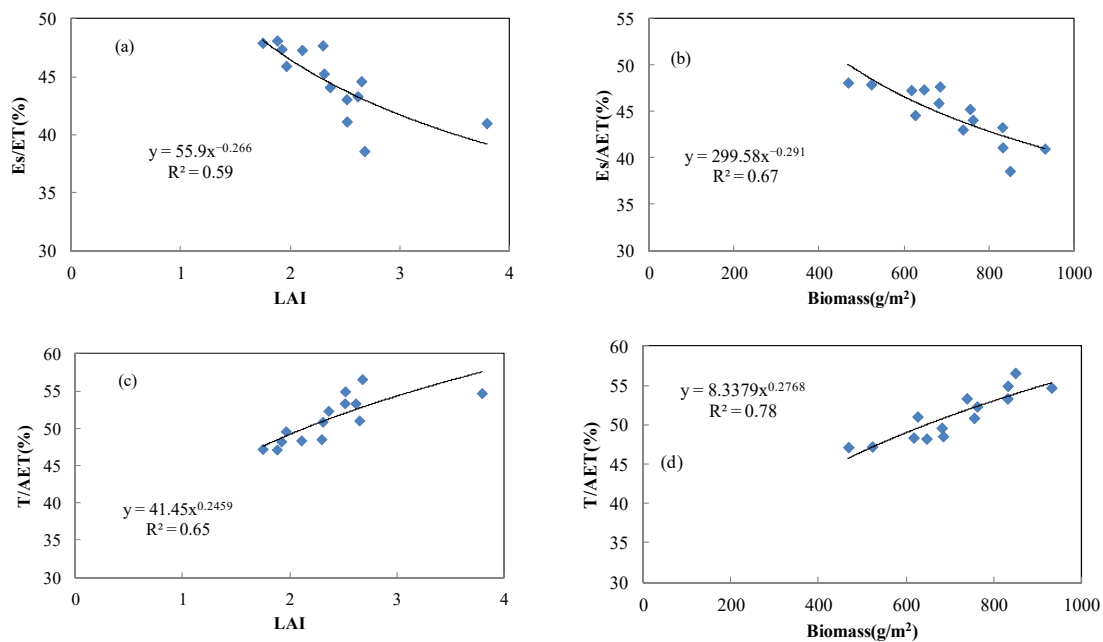 (a)
Es/ET(%)
50
45
40
35
30
y = 55.9x^−0.266
R² = 0.59
0 1 2 3 4
LAI
(b)
Es/AET(%)
55
50
45
40
35
30
y = 299.58x^−0.291
R² = 0.67
0 200 400 600 800 1000
Biomass(g/m²)
(c)
T/AET(%)
60
55
50
45
40
35
30
y = 41.45x^0.2459
R² = 0.65
0 1 2 3 4
LAI
(d)
T/AET(%)
60
55
50
45
40
35
30
y = 8.3379x^0.2768
R² = 0.78
0 200 400 600 800 1000
Biomass(g/m²)